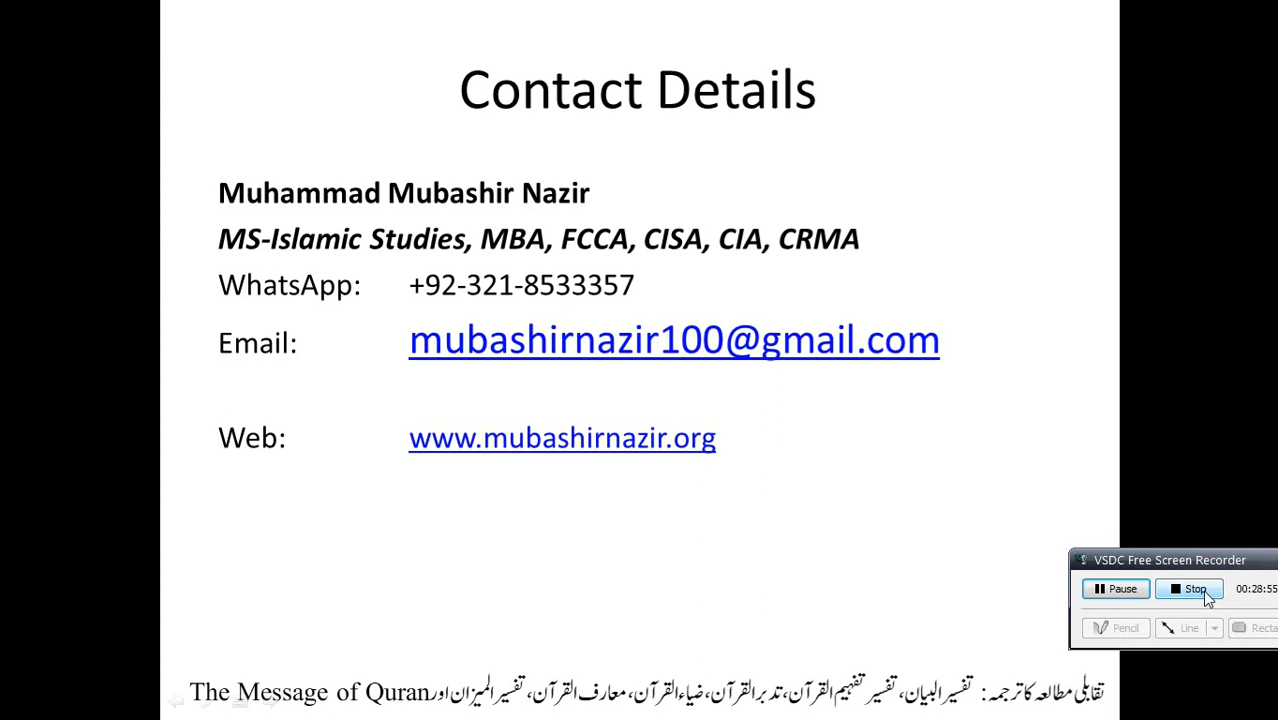 Contact Details
Muhammad Mubashir Nazir
MS-Islamic Studies, MBA, FCCA, CISA, CIA, CRMA
WhatsApp: +92-321-8533357
Email: mubashirnazir100@gmail.com
Web: www.mubashirnazir.org
VSDC Free Screen Recorder
Pause Stop 00:28:55
Pencil Line Recta
تقابلی مطالعہ کا ترجمہ: تفسیر البیان، تفسیر تفہیم القرآن، تدبر القرآن، ضیاء القرآن، معارف القرآن، تفسیر المیزان اور The Message of Quran